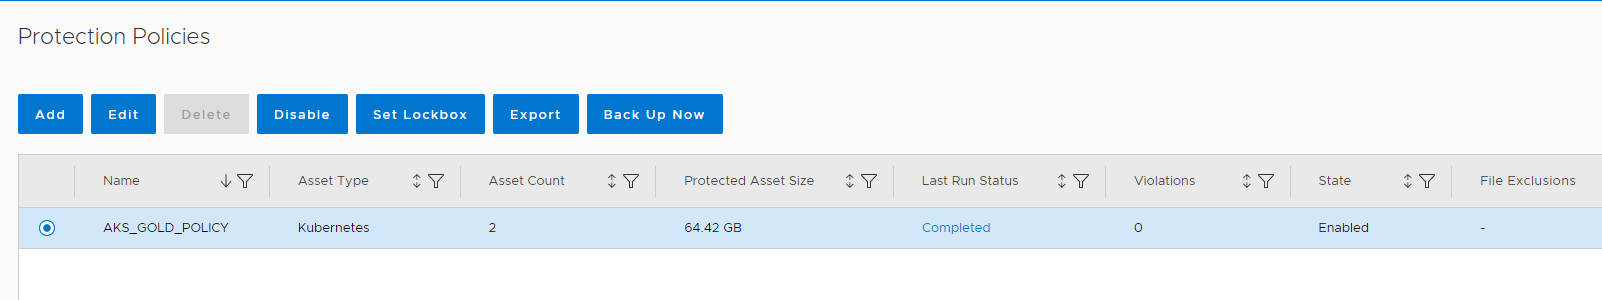 Protection Policies
Add Edit Delete Disable Set Lockbox Export Back Up Now
Name Asset Type Asset Count Protected Asset Size Last Run Status Violations State File Exclusions
AKS_GOLD_POLICY Kubernetes 2 64.42 GB Completed 0 Enabled -